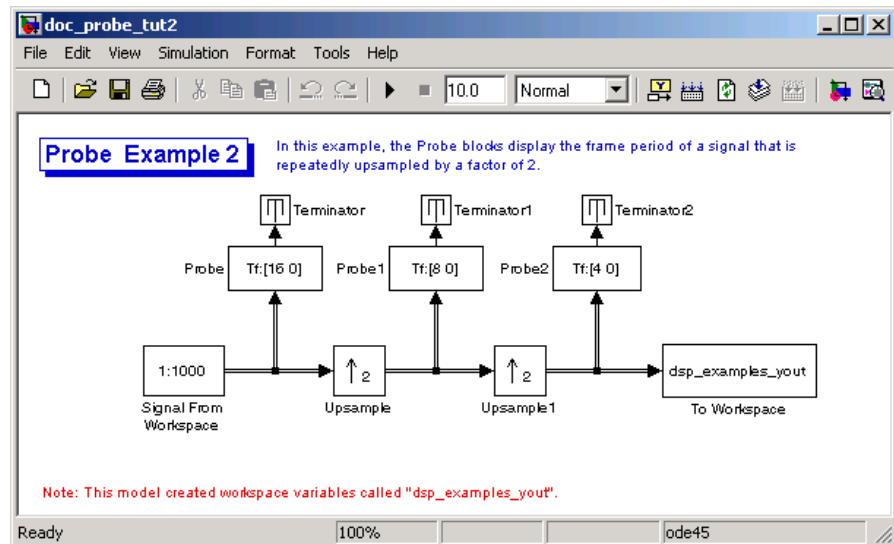 doc_probe_tut2
File Edit View Simulation Format Tools Help
10.0 Normal
Probe Example 2
In this example, the Probe blocks display the frame period of a signal that is
repeatedly upsampled by a factor of 2.
Terminator Terminator1 Terminator2
Probe Tf:[16 0] Probe1 Tf:[8 0] Probe2 Tf:[4 0]
1:1000 2 2 dsp_examples_yout
Signal From
Workspace
Upsample Upsample1 To Workspace
Note: This model created workspace variables called "dsp_examples_yout".
Ready 100% ode45